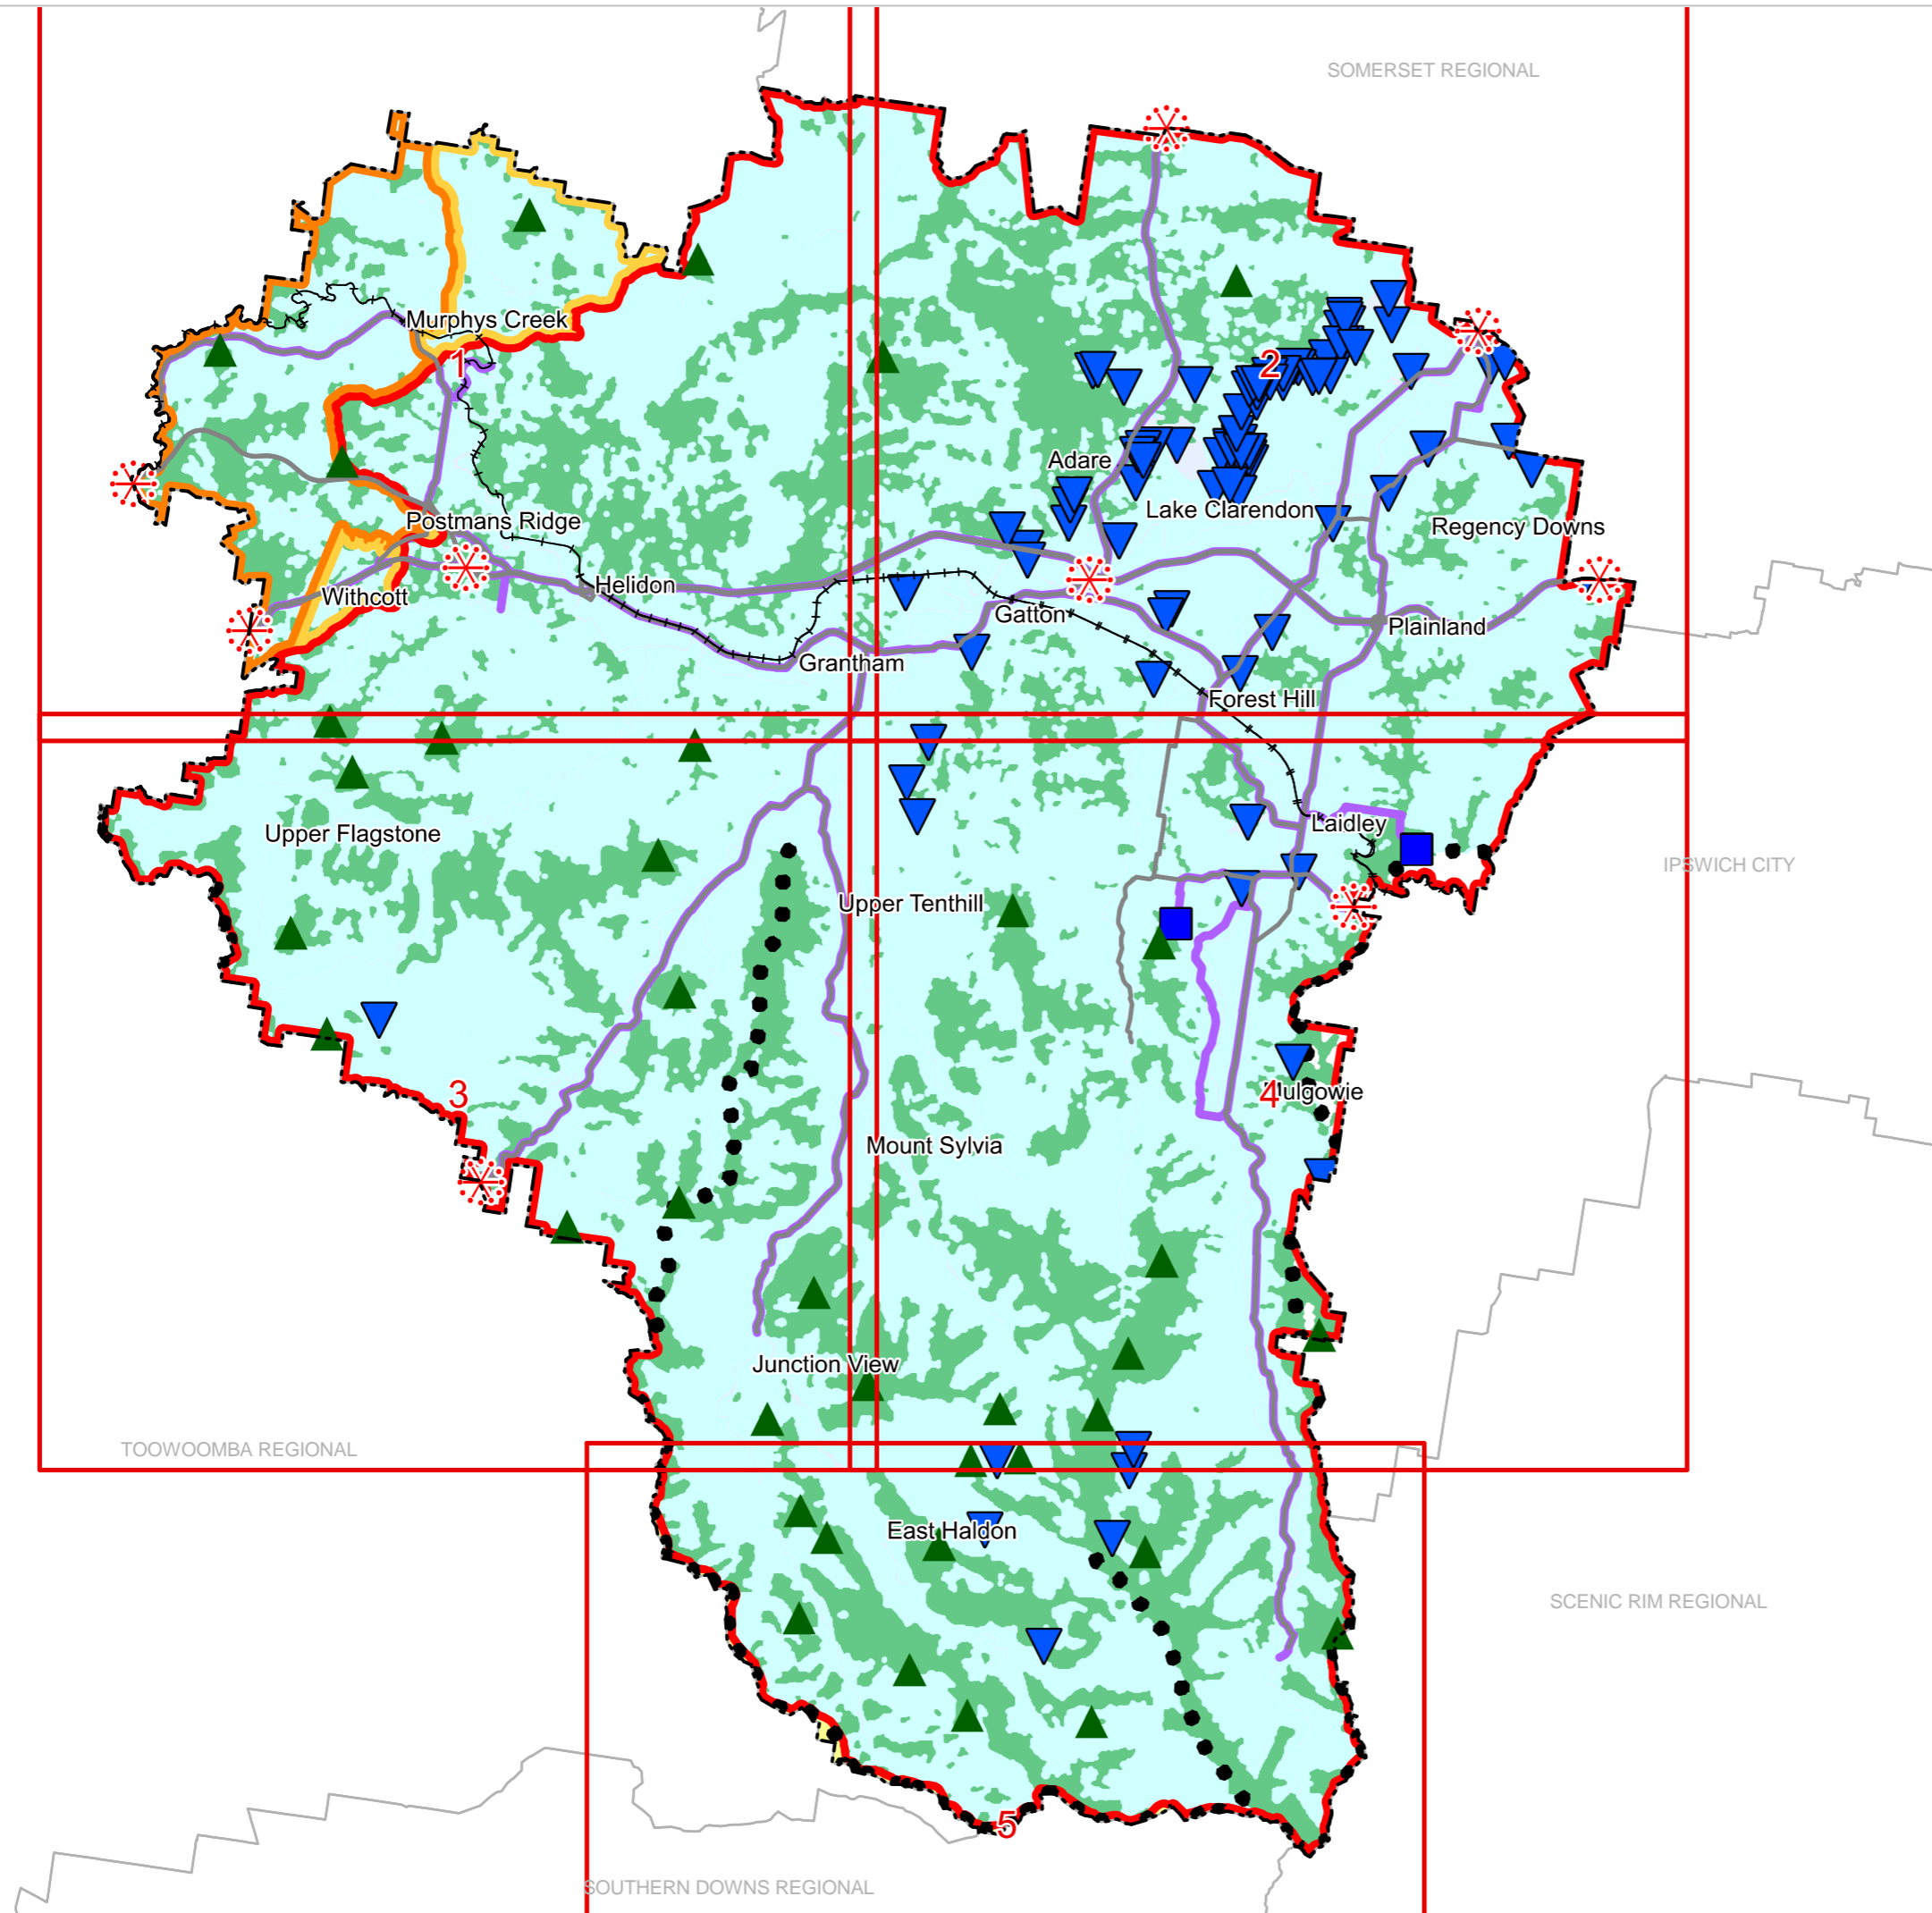 SOMERSET REGIONAL
Murphys Creek
1
2
Adare
Lake Clarendon
Postmans Ridge
Regency Downs
Helidon
Withcott
Gatton
Plainland
Grantham
Forest Hill
Laidley
Upper Flagstone
IPSWICH CITY
Upper Tenthill
3
4
ulgowie
Mount Sylvia
Junction View
TOOWOOMBA REGIONAL
East Haldon
SCENIC RIM REGIONAL
5
SOUTHERN DOWNS REGIONAL